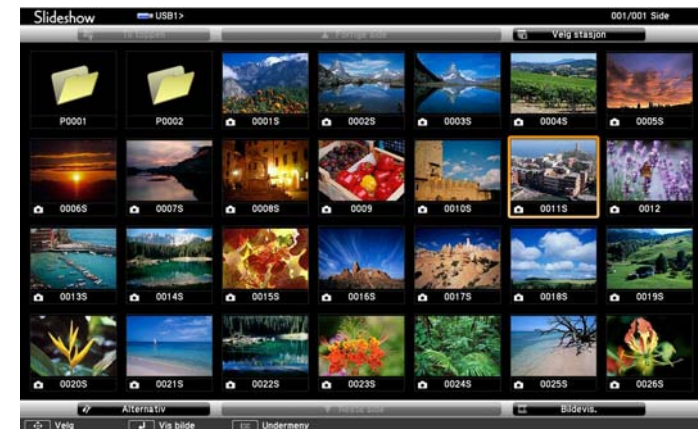 Slideshow USB1> 001/001 Side
Til toppen Forrige side Velg stasjon
P0001 P0002 0001S 0002S 0003S 0004S 0005S
0006S 0007S 0008S 0009 0010S 0011S 0012
0013S 0014S 0015S 0016S 0017S 0018S 0019S
0020S 0021S 0022S 0023S 0024S 0025S 0026S
Alternativ Neste side Bildevis.
Velg Vis bilde Undermeny